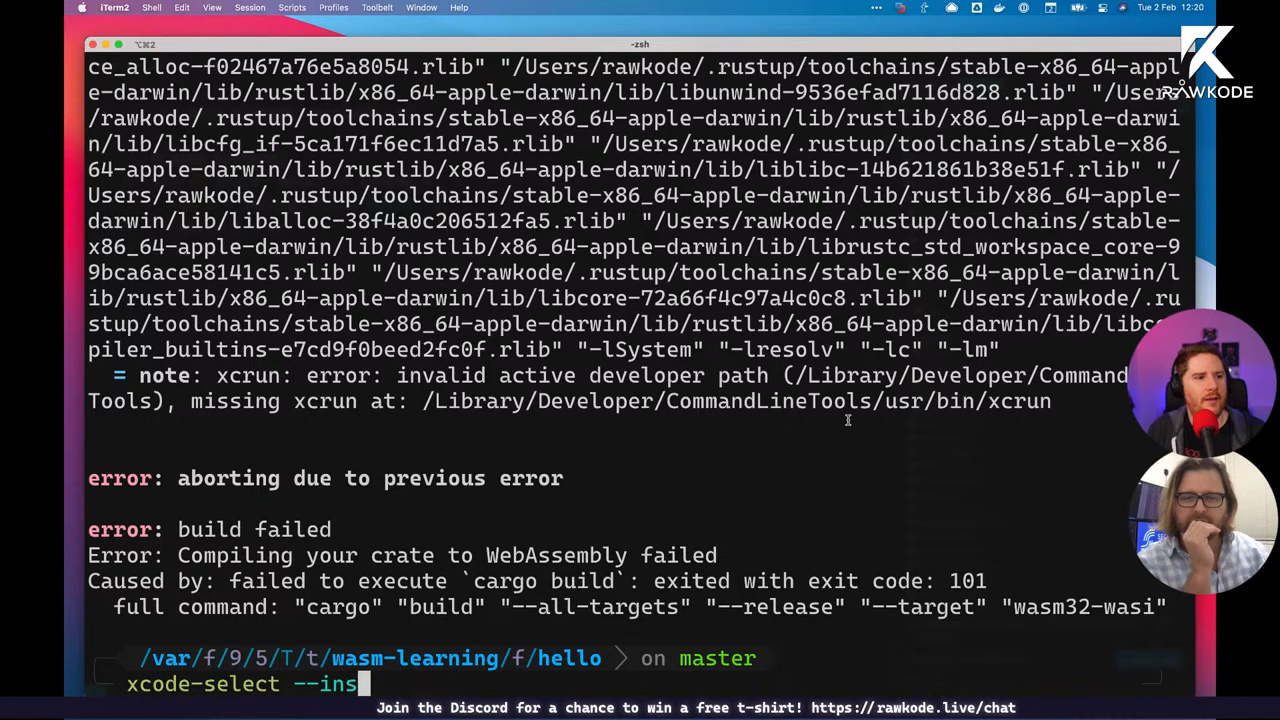 iTerm2 Shell Edit View Session Scripts Profiles Toolbelt Window Help
Tue 2 Feb 12:20
⌥⌘2
-zsh
RAWKODE
ce_alloc-f02467a76e5a8054.rlib" "/Users/rawkode/.rustup/toolchains/stable-x86_64-appl
e-darwin/lib/rustlib/x86_64-apple-darwin/lib/libunwind-9536efad7116d828.rlib" "/Users
/rawkode/.rustup/toolchains/stable-x86_64-apple-darwin/lib/rustlib/x86_64-apple-darwi
n/lib/libcfg_if-5ca171f6ec11d7a5.rlib" "/Users/rawkode/.rustup/toolchains/stable-x86_
64-apple-darwin/lib/rustlib/x86_64-apple-darwin/lib/liblibc-14b621861b38e51f.rlib" "/
Users/rawkode/.rustup/toolchains/stable-x86_64-apple-darwin/lib/rustlib/x86_64-apple-
darwin/lib/liballoc-38f4a0c206512fa5.rlib" "/Users/rawkode/.rustup/toolchains/stable-
x86_64-apple-darwin/lib/rustlib/x86_64-apple-darwin/lib/librustc_std_workspace_core-9
9bca6ace58141c5.rlib" "/Users/rawkode/.rustup/toolchains/stable-x86_64-apple-darwin/l
ib/rustlib/x86_64-apple-darwin/lib/libcore-72a66f4c97a4c0c8.rlib" "/Users/rawkode/.ru
stup/toolchains/stable-x86_64-apple-darwin/lib/rustlib/x86_64-apple-darwin/lib/libco
piler_builtins-e7cd9f0beed2fc0f.rlib" "-lSystem" "-lresolv" "-lc" "-lm"
= note: xcrun: error: invalid active developer path (/Library/Developer/Command
Tools), missing xcrun at: /Library/Developer/CommandLineTools/usr/bin/xcrun
error: aborting due to previous error
error: build failed
Error: Compiling your crate to WebAssembly failed
Caused by: failed to execute `cargo build`: exited with exit code: 101
full command: "cargo" "build" "--all-targets" "--release" "--target" "wasm32-wasi"
/var/f/9/5/T/t/wasm-learning/f/hello on master
xcode-select --ins
Join the Discord for a chance to win a free t-shirt! https://rawkode.live/chat